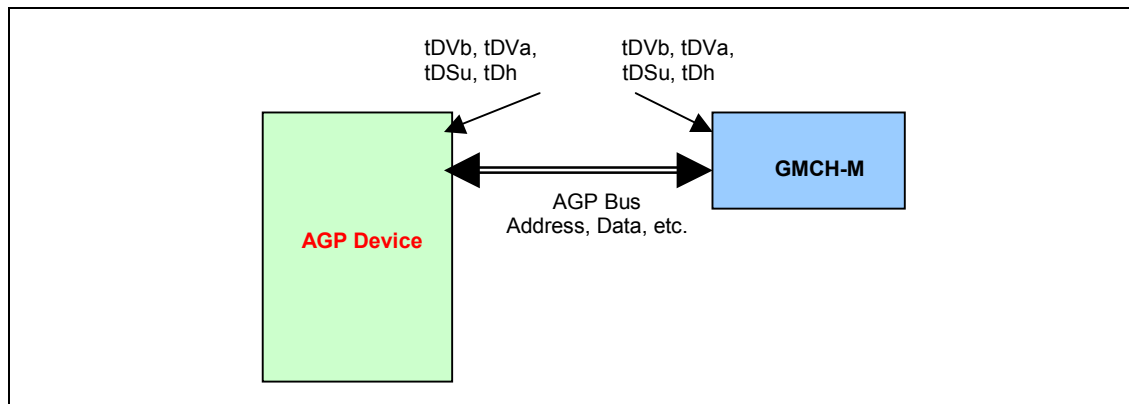 tDVb, tDVa,
tDSu, tDh
tDVb, tDVa,
tDSu, tDh
GMCH-M
AGP Bus
Address, Data, etc.
AGP Device